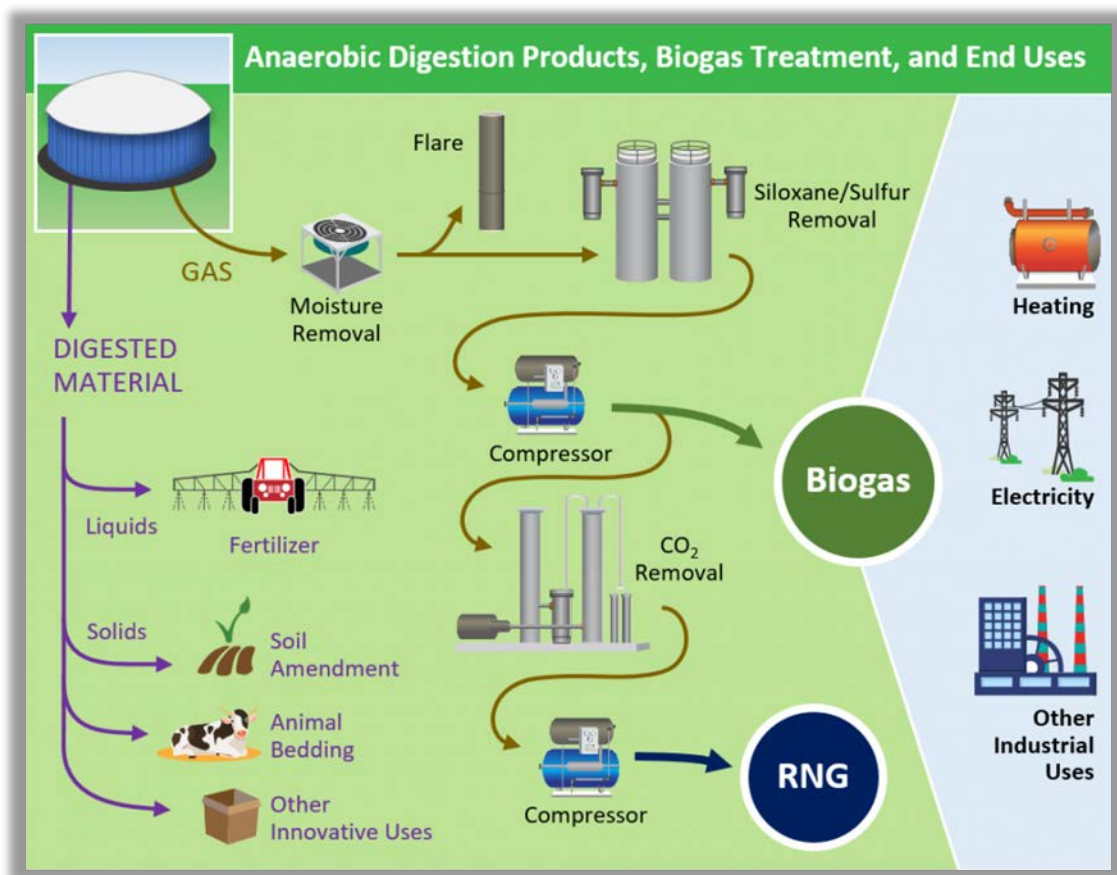 Anaerobic Digestion Products, Biogas Treatment, and End Uses
Flare
Siloxane/Sulfur
Removal
GAS
Moisture
Removal
Heating
DIGESTED
MATERIAL
Compressor
Biogas
Electricity
Liquids
Fertilizer
CO₂
Removal
Solids
Soil
Amendment
Animal
Bedding
Other
Industrial
Uses
RNG
Compressor
Other
Innovative Uses